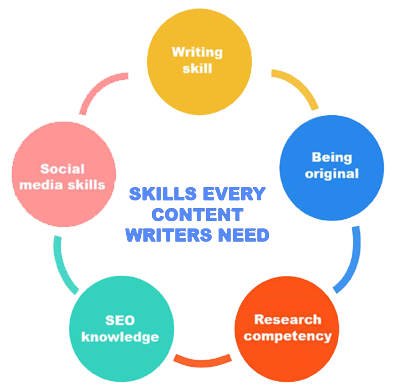 Writing
skill
Being
original
Research
competency
SEO
knowledge
Social
media skills
SKILLS EVERY
CONTENT
WRITERS NEED